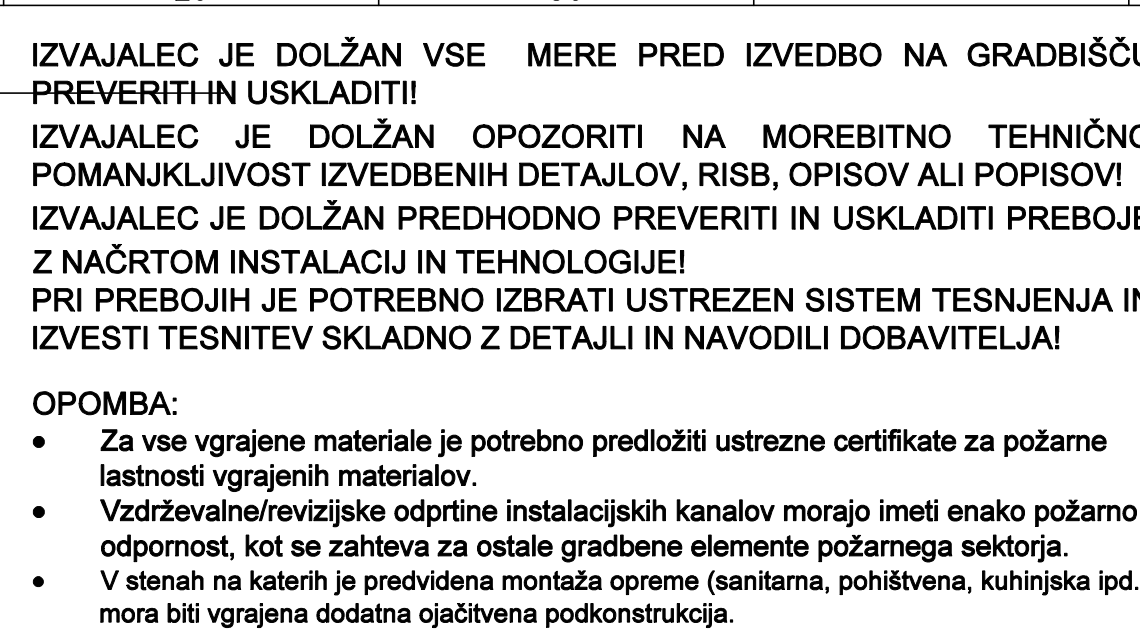 IZVAJALEC JE DOLŽAN VSE MERE PRED IZVEDBO NA GRADBIŠČU
PREVERITI IN USKLADITI!
IZVAJALEC JE DOLŽAN OPOZORITI NA MOREBITNO TEHNIČNO
POMANJKLJIVOST IZVEDBENIH DETAJLOV, RISB, OPISOV ALI POPISOV!
IZVAJALEC JE DOLŽAN PREDHODNO PREVERITI IN USKLADITI PREBOJE
Z NAČRTOM INSTALACIJ IN TEHNOLOGIJE!
PRI PREBOJIH JE POTREBNO IZBRATI USTREZEN SISTEM TESNJENJA IN
IZVESTI TESNITEV SKLADNO Z DETAJLI IN NAVODILI DOBAVITELJA!
OPOMBA:
• Za vse vgrajene materiale je potrebno predložiti ustrezne certifikate za požarne
lastnosti vgrajenih materialov.
• Vzdrževalne/revizijske odprtine instalacijskih kanalov morajo imeti enako požarno
odpornost, kot se zahteva za ostale gradbene elemente požarnega sektorja.
• V stenah na katerih je predvidena montaža opreme (sanitarna, pohištvena, kuhinjska ipd.
mora biti vgrajena dodatna ojačitvena podkonstrukcija.